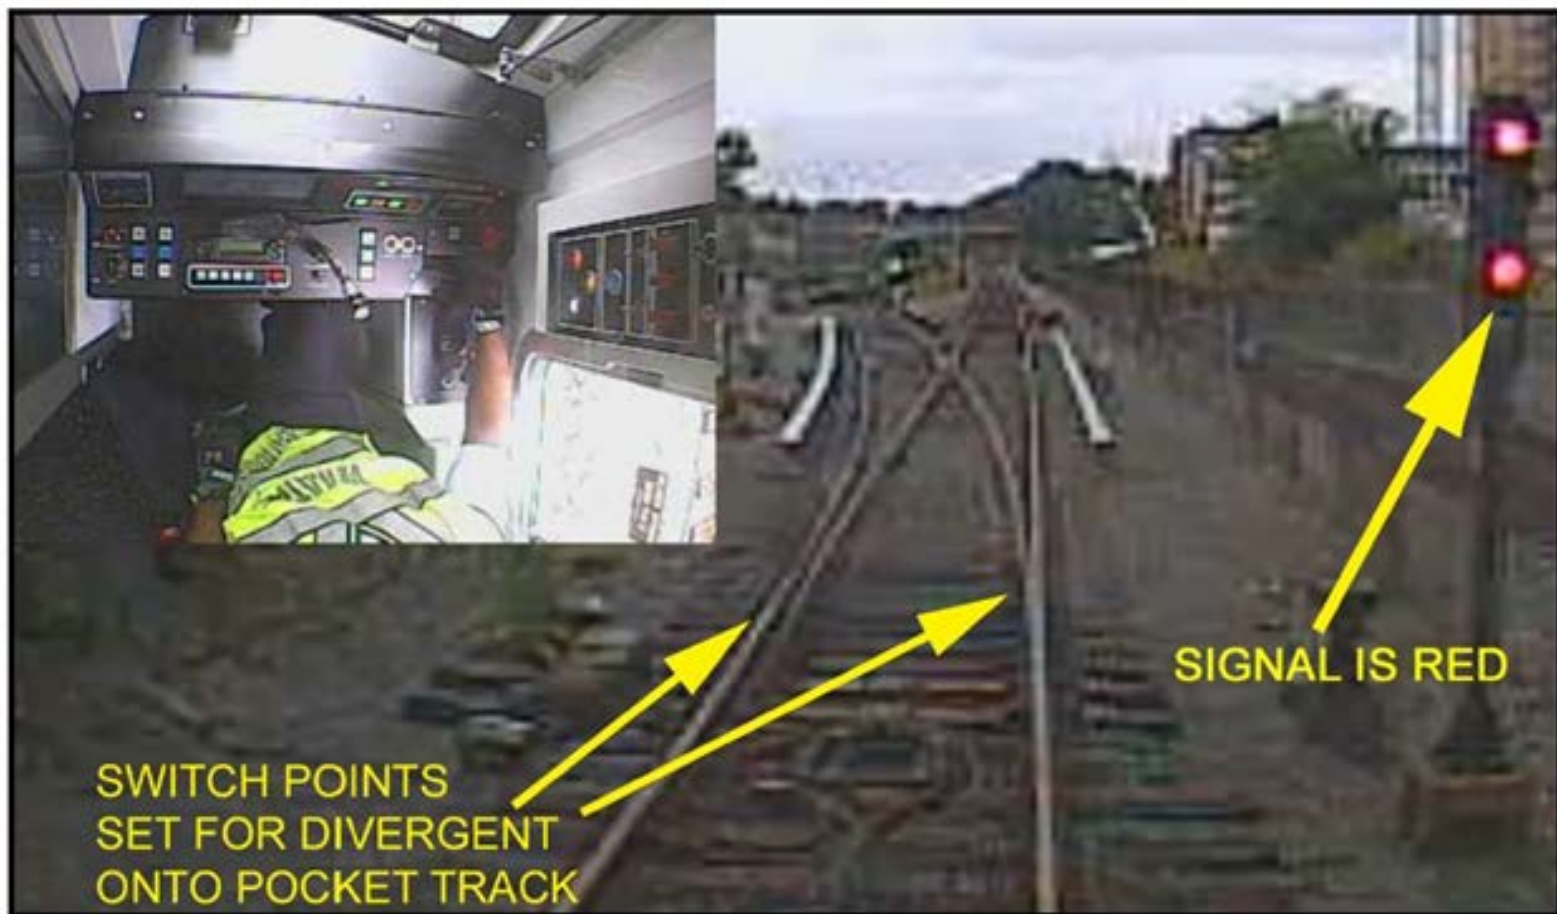 SWITCH POINTS
SET FOR DIVERGENT
ONTO POCKET TRACK
SIGNAL IS RED